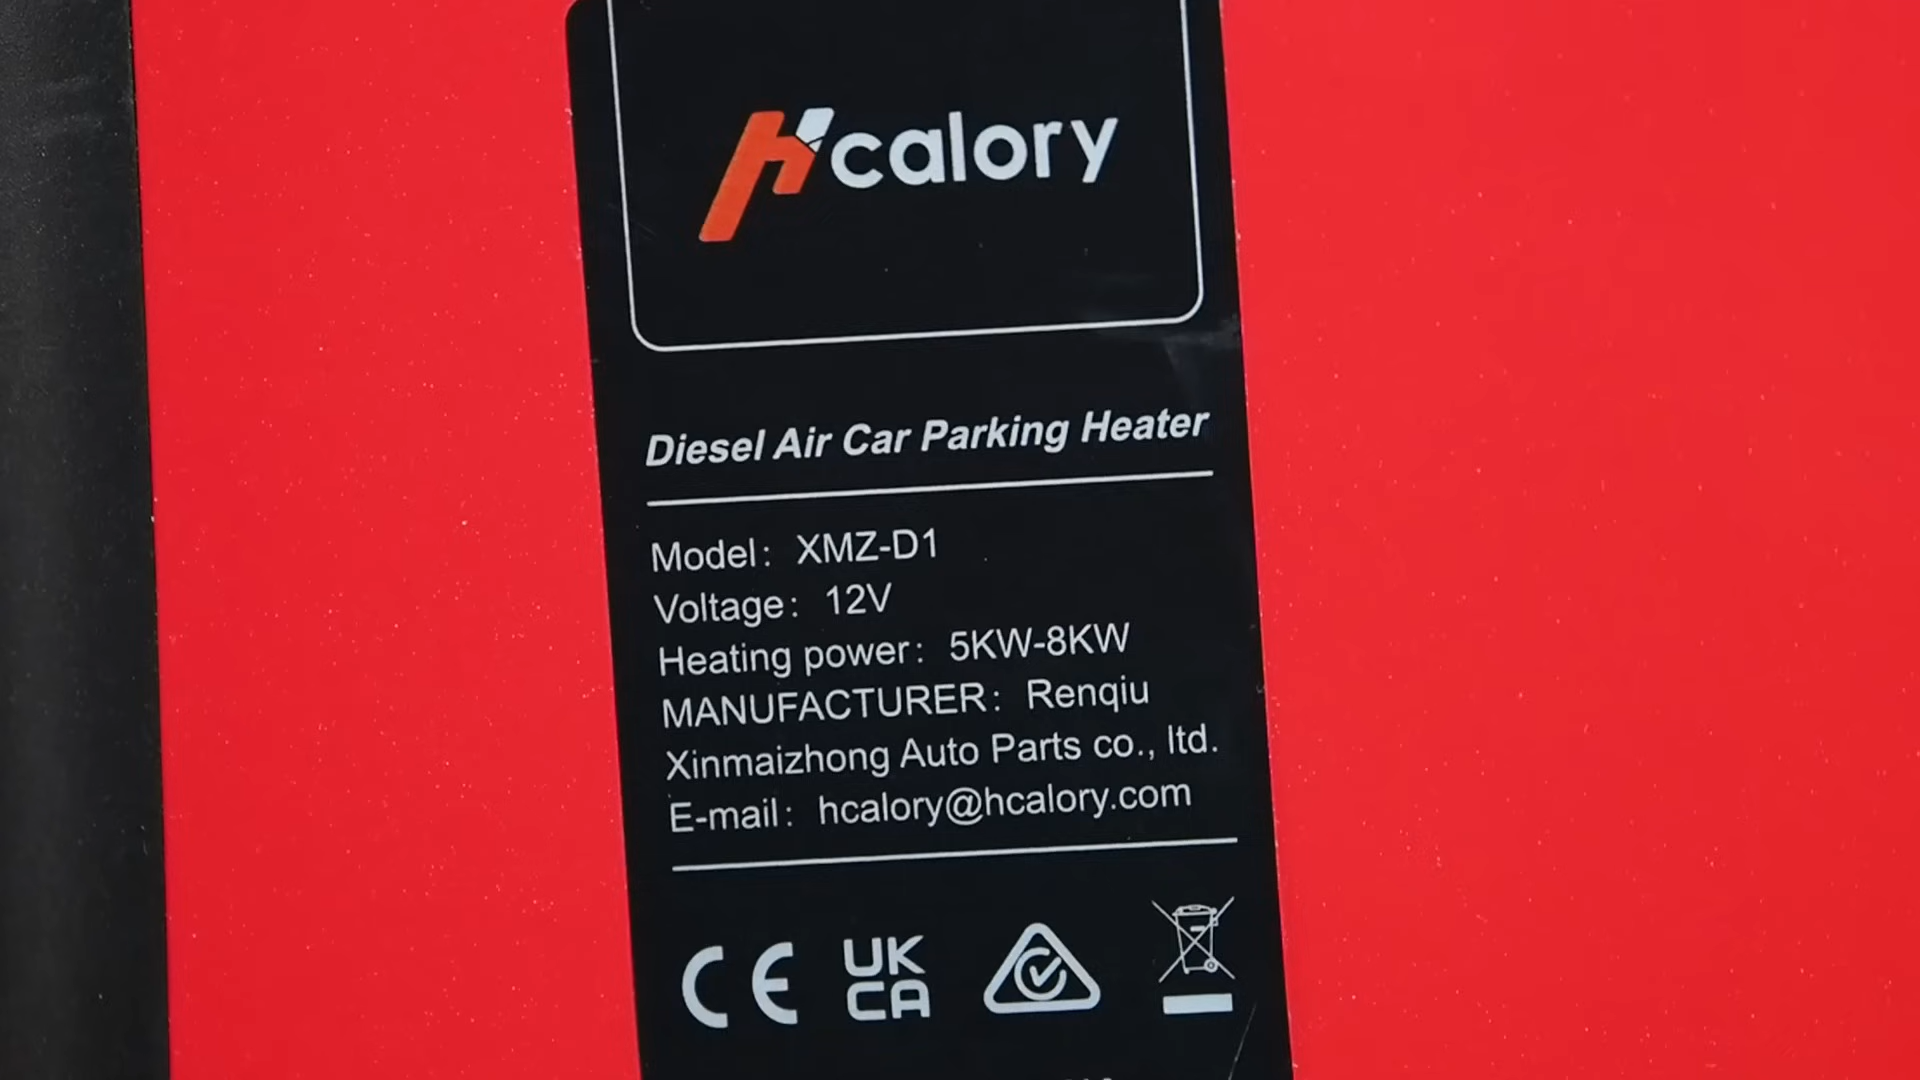 Hcalory
Diesel Air Car Parking Heater
Model: XMZ-D1
Voltage: 12V
Heating power: 5KW-8KW
MANUFACTURER: Renqiu
Xinmaizhong Auto Parts co., ltd.
E-mail: hcalory@hcalory.com
CE UK
CA